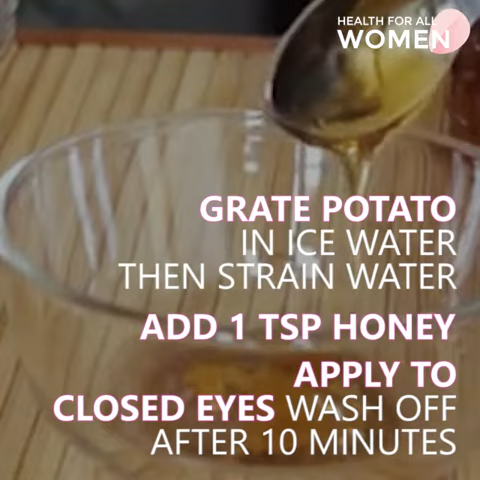 HEALTH FOR ALL
WOMEN
GRATE POTATO
IN ICE WATER
THEN STRAIN WATER
ADD 1 TSP HONEY
APPLY TO
CLOSED EYES WASH OFF
AFTER 10 MINUTES